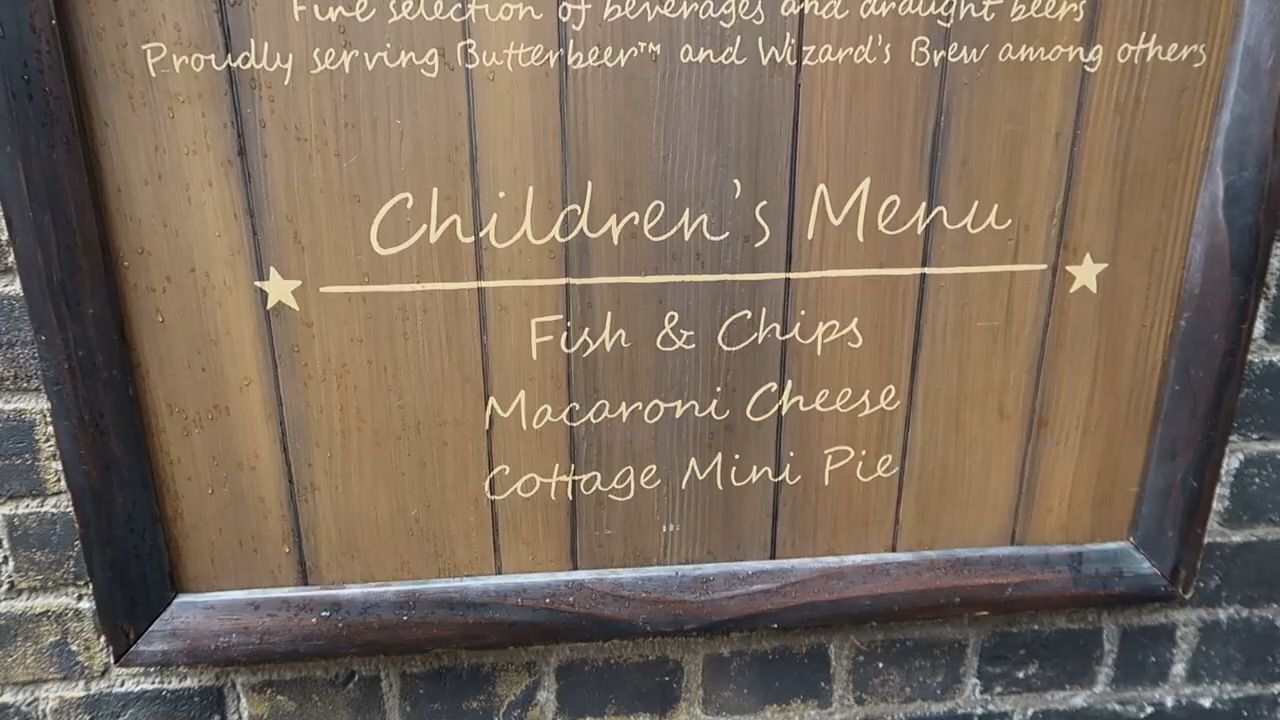 Fine selection of beverages and draught beers
Proudly serving Butterbeer™ and Wizard's Brew among others
Children's Menu
Fish & Chips
Macaroni Cheese
Cottage Mini Pie